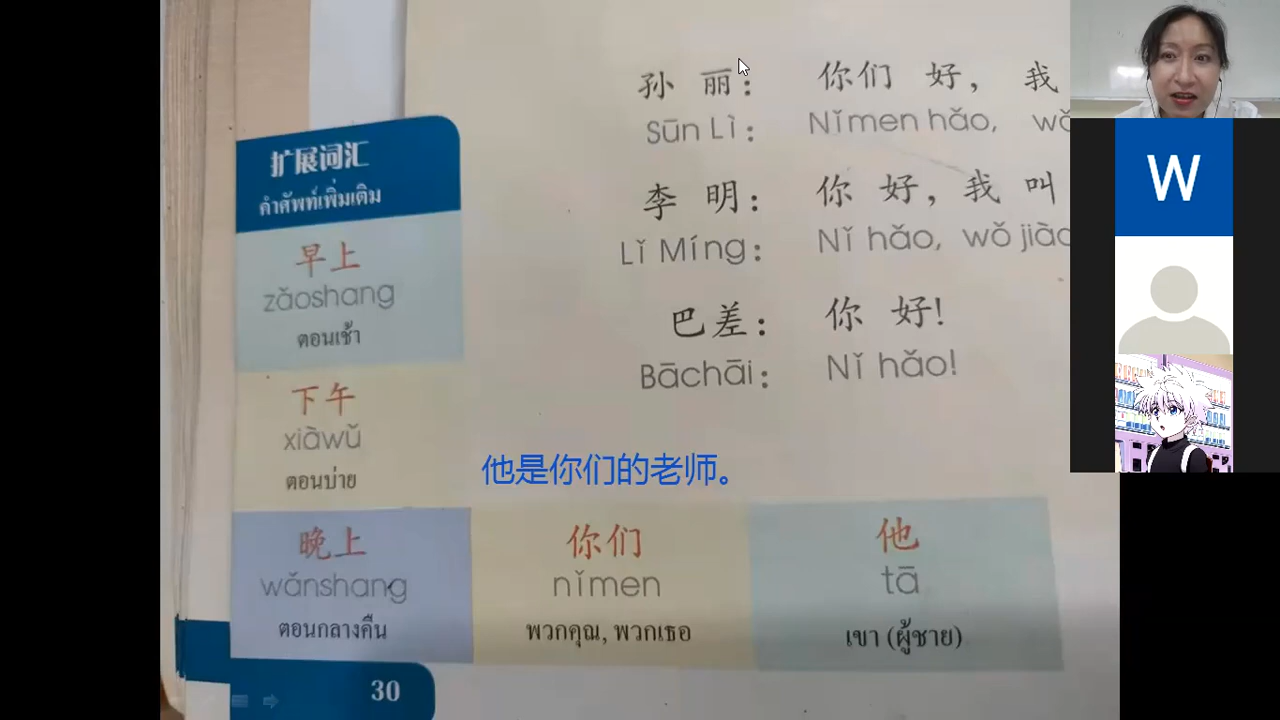 孙 丽： 你们 好， 我
Sūn Lì： Nǐmen hǎo, wǒ
李 明： 你 好，我 叫
Lǐ Míng： Nǐ hǎo, wǒ jiào
巴差： 你 好！
Bāchāi： Nǐ hǎo!
扩展词汇
คำศัพท์เพิ่มเติม
早上
zǎoshang
ตอนเช้า
下午
xiàwǔ
ตอนบ่าย
晚上
wǎnshang
ตอนกลางคืน
他是你们的老师。
你们
nǐmen
พวกคุณ, พวกเธอ
他
tā
เขา (ผู้ชาย)
30
W